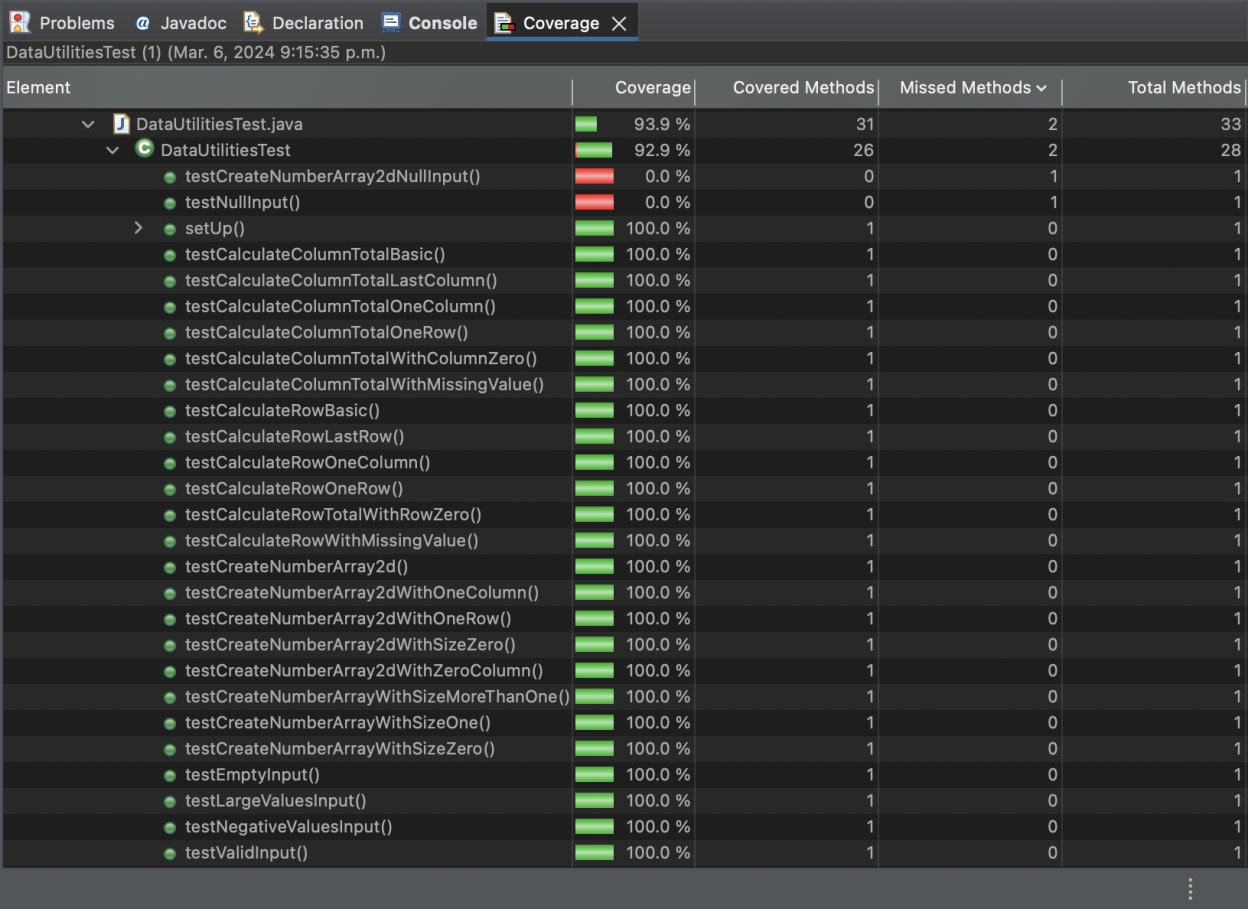 Problems @ Javadoc Declaration Console Coverage
DataUtilitiesTest (1) (Mar. 6, 2024 9:15:35 p.m.)
Element Coverage Covered Methods Missed Methods Total Methods
J DataUtilitiesTest.java 93.9 % 31 2 33
C DataUtilitiesTest 92.9 % 26 2 28
testCreateNumberArray2dNullInput() 0.0 % 0 1 1
testNullInput() 0.0 % 0 1 1
setUp() 100.0 % 1 0 1
testCalculateColumnTotalBasic() 100.0 % 1 0 1
testCalculateColumnTotalLastColumn() 100.0 % 1 0 1
testCalculateColumnTotalOneColumn() 100.0 % 1 0 1
testCalculateColumnTotalOneRow() 100.0 % 1 0 1
testCalculateColumnTotalWithColumnZero() 100.0 % 1 0 1
testCalculateColumnTotalWithMissingValue() 100.0 % 1 0 1
testCalculateRowBasic() 100.0 % 1 0 1
testCalculateRowLastRow() 100.0 % 1 0 1
testCalculateRowOneColumn() 100.0 % 1 0 1
testCalculateRowOneRow() 100.0 % 1 0 1
testCalculateRowTotalWithRowZero() 100.0 % 1 0 1
testCalculateRowWithMissingValue() 100.0 % 1 0 1
testCreateNumberArray2d() 100.0 % 1 0 1
testCreateNumberArray2dWithOneColumn() 100.0 % 1 0 1
testCreateNumberArray2dWithOneRow() 100.0 % 1 0 1
testCreateNumberArray2dWithSizeZero() 100.0 % 1 0 1
testCreateNumberArray2dWithZeroColumn() 100.0 % 1 0 1
testCreateNumberArrayWithSizeMoreThanOne() 100.0 % 1 0 1
testCreateNumberArrayWithSizeOne() 100.0 % 1 0 1
testCreateNumberArrayWithSizeZero() 100.0 % 1 0 1
testEmptyInput() 100.0 % 1 0 1
testLargeValuesInput() 100.0 % 1 0 1
testNegativeValuesInput() 100.0 % 1 0 1
testValidInput() 100.0 % 1 0 1